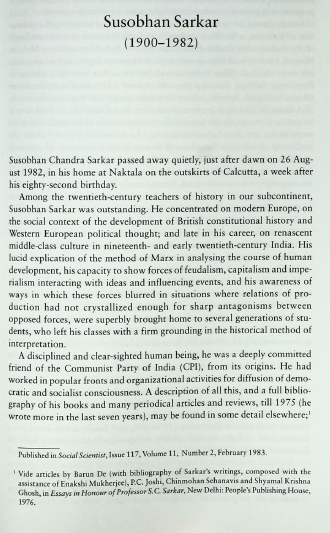 Susobhan Sarkar
(1900–1982)
Susobhan Chandra Sarkar passed away quietly, just after dawn on 26 Aug-
ust 1982, in his home at Naktala on the outskirts of Calcutta, a week after
his eighty-second birthday.
Among the twentieth-century teachers of history in our subcontinent,
Susobhan Sarkar was outstanding. He concentrated on modern Europe, on
the social context of the development of British constitutional history and
Western European political thought; and late in his career, on renascent
middle-class culture in nineteenth- and early twentieth-century India. His
lucid explication of the method of Marx in analysing the course of human
development, his capacity to show forces of feudalism, capitalism and impe-
rialism interacting with ideas and influencing events, and his awareness of
ways in which these forces blurred in situations where relations of pro-
duction had not crystallized enough for sharp antagonisms between
opposed forces, were superbly brought home to several generations of stu-
dents, who left his classes with a firm grounding in the historical method of
interpretation.
A disciplined and clear-sighted human being, he was a deeply committed
friend of the Communist Party of India (CPI), from its origins. He had
worked in popular fronts and organizational activities for diffusion of demo-
cratic and socialist consciousness. A description of all this, and a full biblio-
graphy of his books and many periodical articles and reviews, till 1975 (he
wrote more in the last seven years), may be found in some detail elsewhere;¹
Published in Social Scientist, Issue 117, Volume 11, Number 2, February 1983.
¹ Vide articles by Barun De (with bibliography of Sarkar's writings, composed with the
assistance of Enakshi Mukherjee), P.C. Joshi, Chinmohan Sehanavis and Shyamal Krishna
Ghosh, in Essays in Honour of Professor S.C. Sarkar, New Delhi: People's Publishing House,
1976.